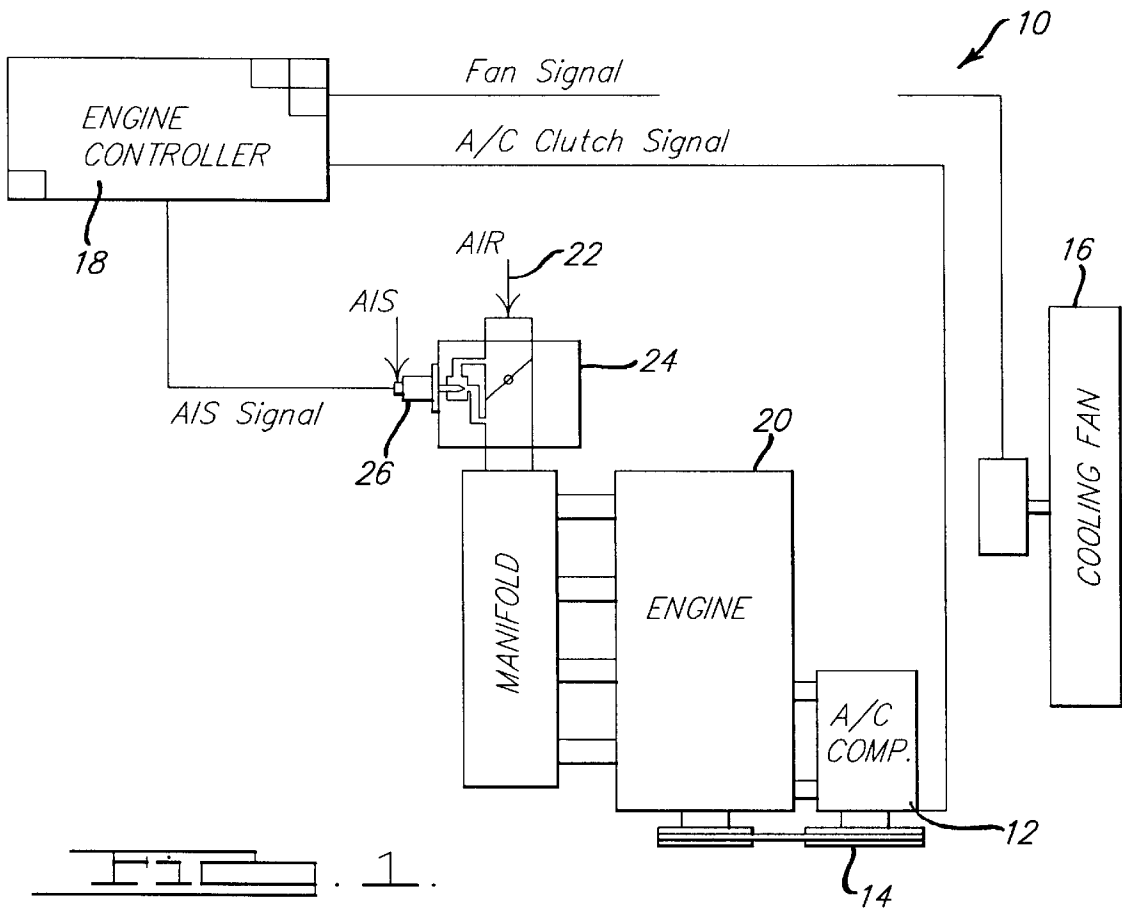 10
Fan Signal
ENGINE
CONTROLLER
A/C Clutch Signal
18
AIR
22
16
AIS
24
AIS Signal
26
20
COOLING FAN
MANIFOLD
ENGINE
A/C
COMP.
12
14
Fig. 1.